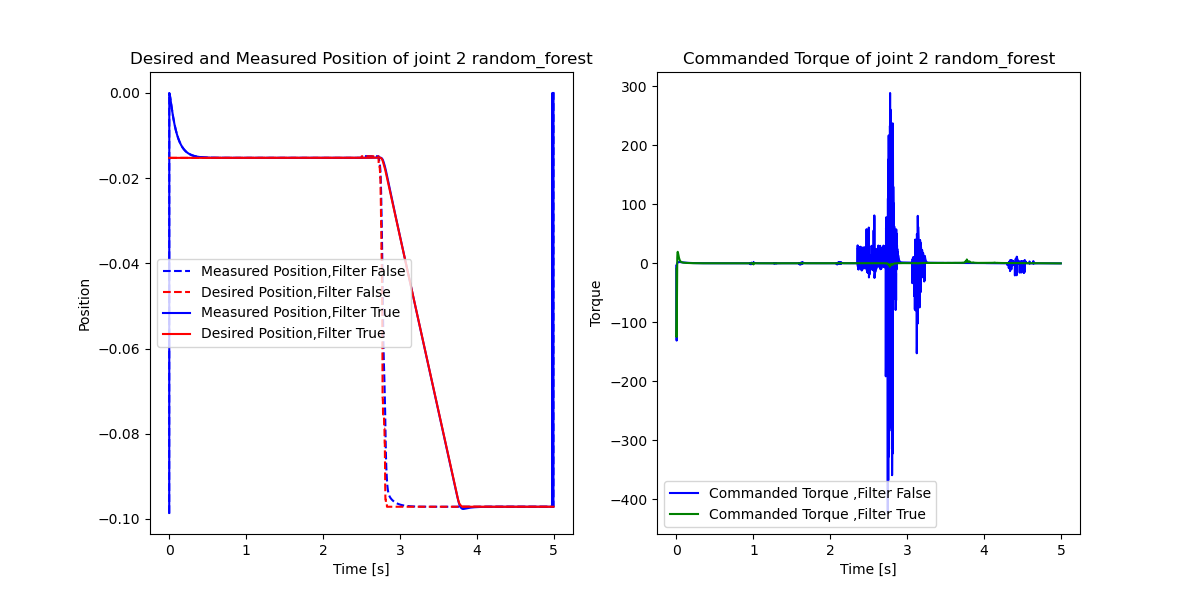 Desired and Measured Position of joint 2 random_forest
0.00
−0.02
−0.04
−0.06
−0.08
−0.10
Position
Measured Position,Filter False
Desired Position,Filter False
Measured Position,Filter True
Desired Position,Filter True
0 1 2 3 4 5
Time [s]
Commanded Torque of joint 2 random_forest
300
200
100
0
−100
−200
−300
−400
Torque
Commanded Torque ,Filter False
Commanded Torque ,Filter True
0 1 2 3 4 5
Time [s]